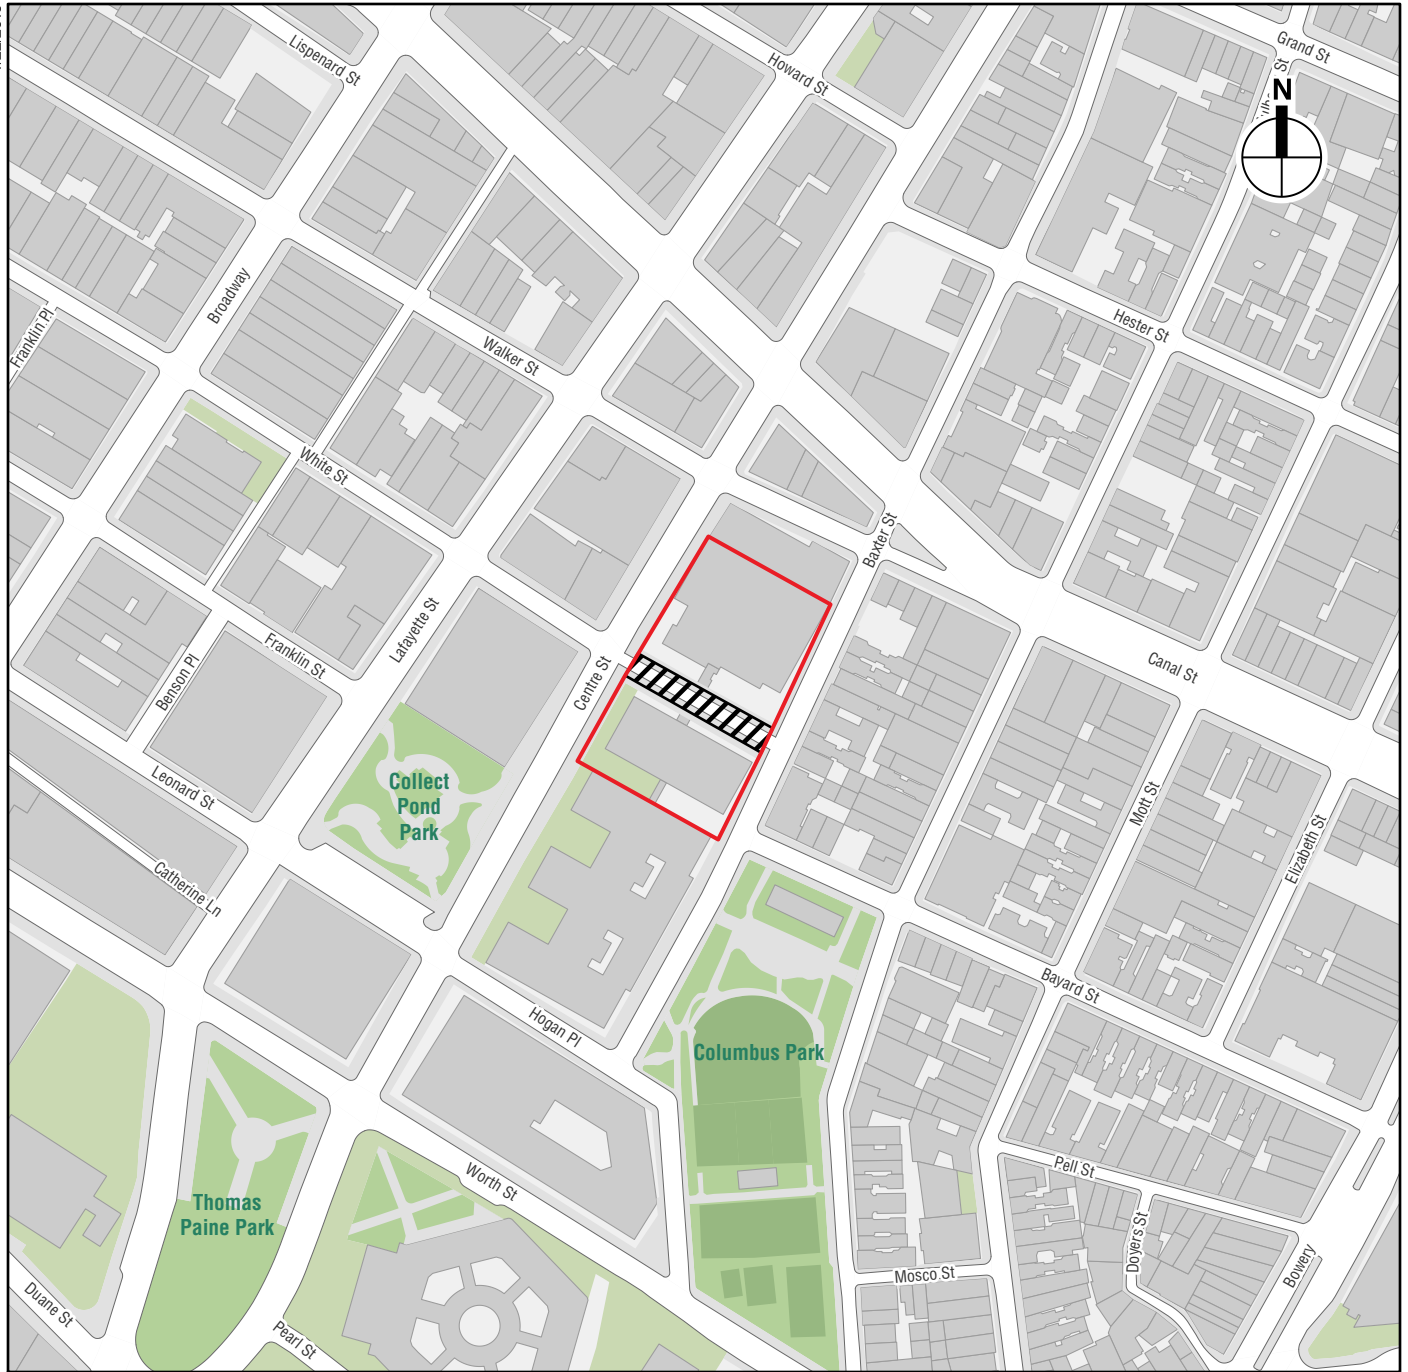 Lispenard St
Howard St
Grand St
N
Broadway
Franklin Pl
Hester St
Walker St
White St
Baxter St
Lafayette St
Franklin St
Benson Pl
Centre St
Canal St
Leonard St
Collect
Pond
Park
Mott St
Elizabeth St
Catherine Ln
Bayard St
Hogan Pl
Columbus Park
Worth St
Pell St
Thomas
Paine Park
Doyers St
Mosco St
Bowery
Duane St
Pearl St